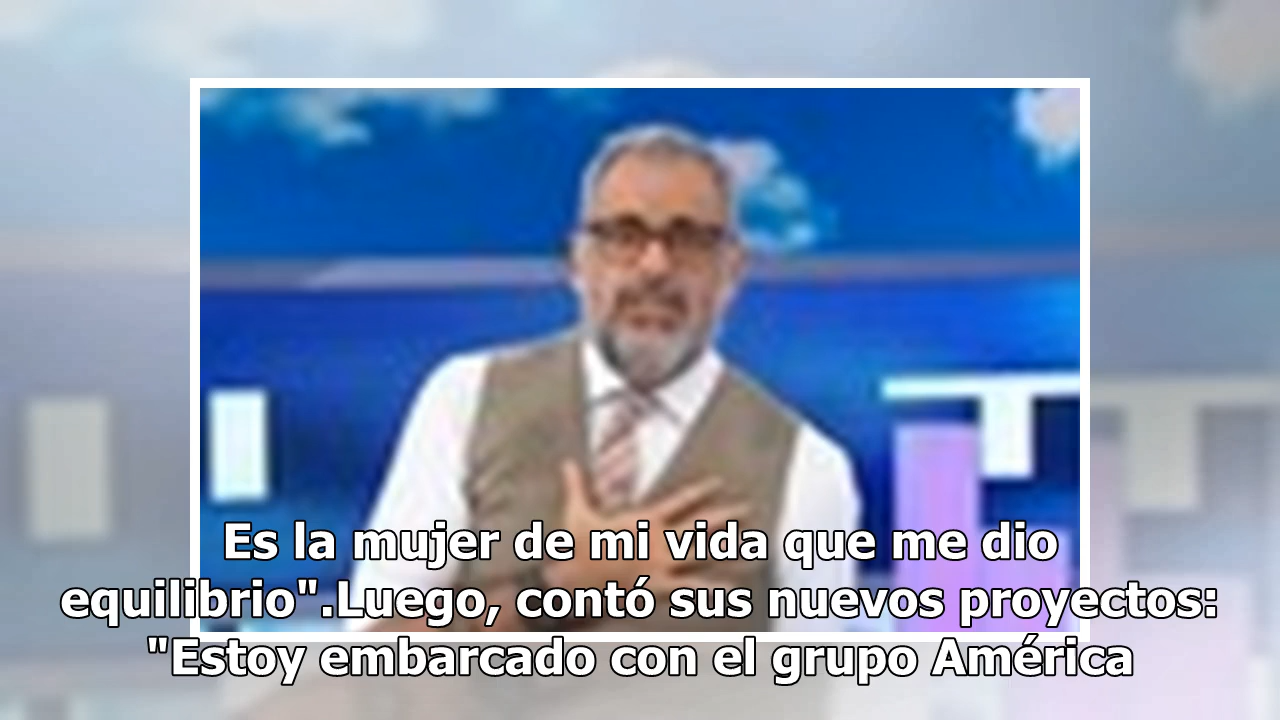 Es la mujer de mi vida que me dio
equilibrio".Luego, contó sus nuevos proyectos:
"Estoy embarcado con el grupo América